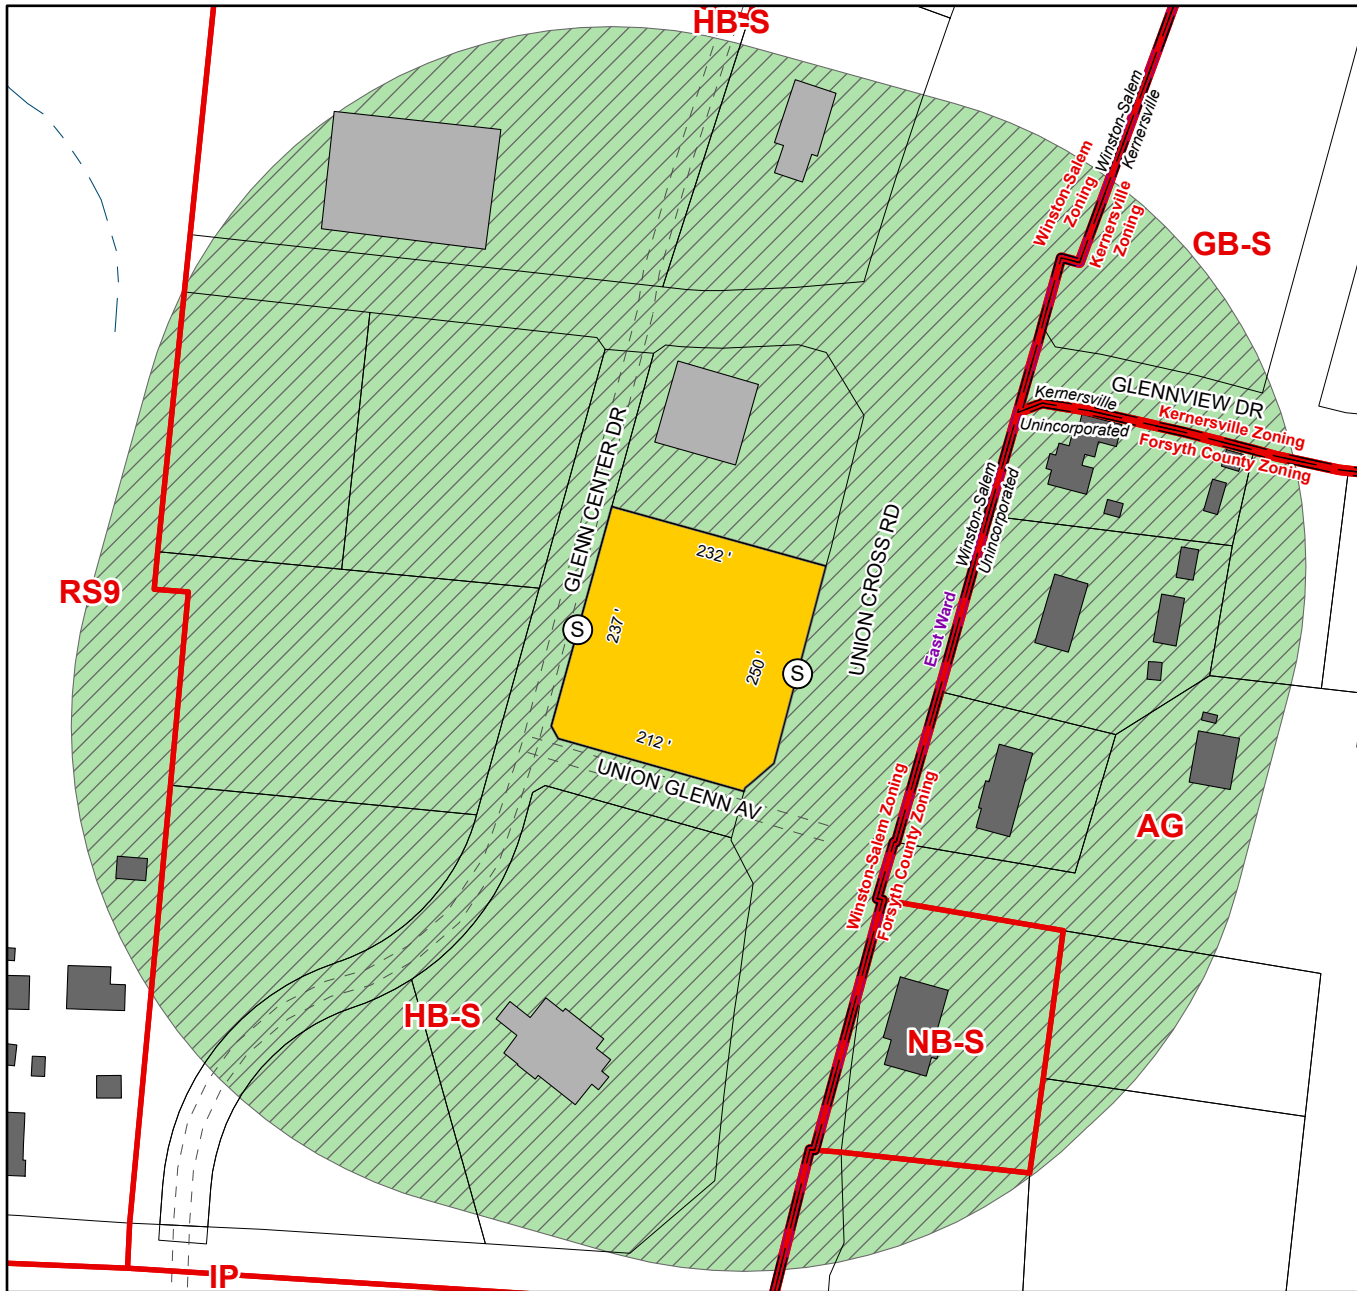 HB-S
Winston-Salem
Kernersville
Winston-Salem
Zoning
Kernersville
Zoning
GB-S
GLENNVIEW DR
Kernersville
Unincorporated
Kernersville Zoning
Forsyth County Zoning
GLENN CENTER DR
Winston-Salem
Unincorporated
UNION CROSS RD
232 '
RS9
S
237 '
250 '
S
East Ward
212 '
UNION GLENN AV
Winston-Salem Zoning
Forsyth County Zoning
AG
HB-S
NB-S
IP